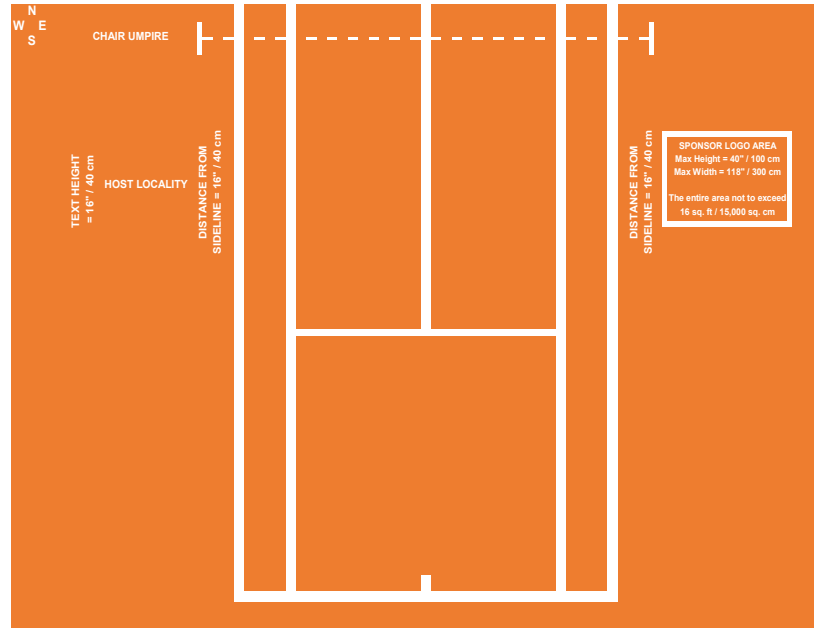 N
W E
S
CHAIR UMPIRE
TEXT HEIGHT
= 16" / 40 cm
HOST LOCALITY
DISTANCE FROM
SIDELINE = 16" / 40 cm
DISTANCE FROM
SIDELINE = 16" / 40 cm
SPONSOR LOGO AREA
Max Height = 40" / 100 cm
Max Width = 118" / 300 cm
The entire area not to exceed
16 sq. ft / 15,000 sq. cm